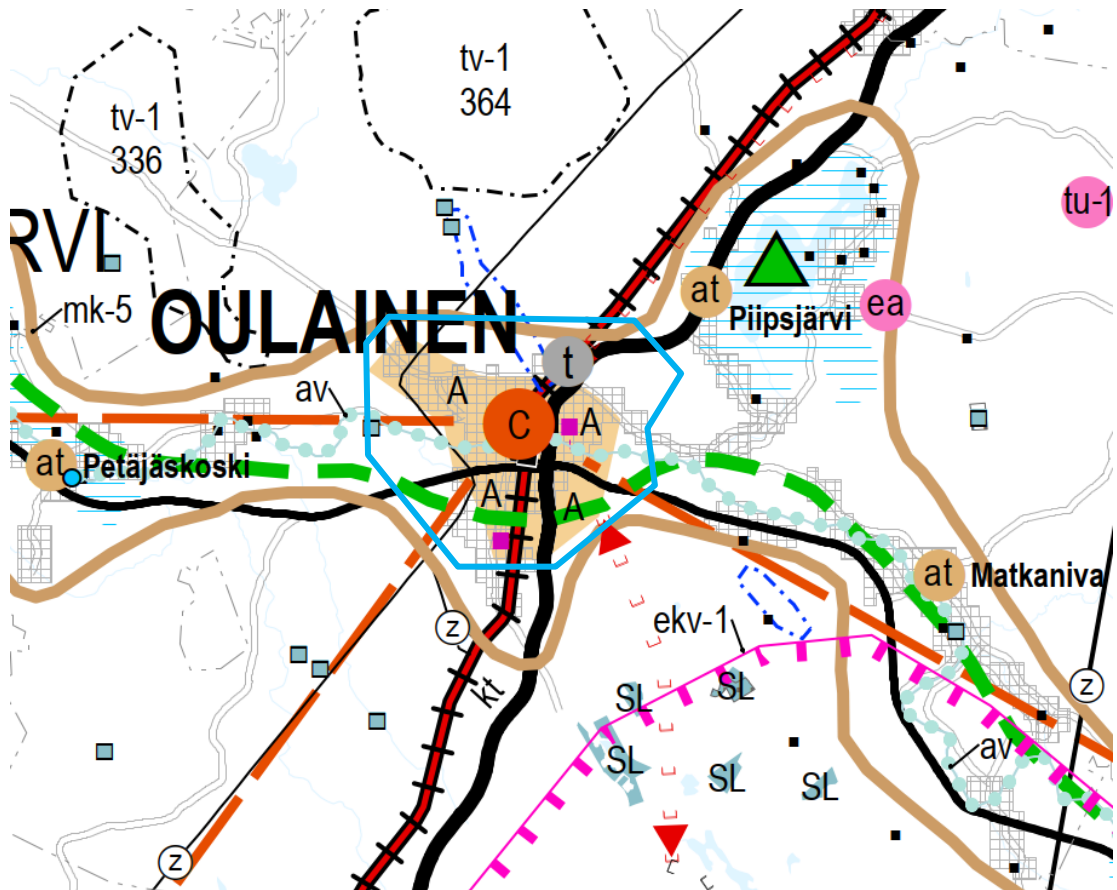 tv-1
364
tv-1
336
tu-1
RVI
mk-5
OULAINEN
at
Piipsjärvi
ea
t
av
A
C
A
at
Petäjäskoski
A
A
at
Matkaniva
ekv-1
z
kt
SL
SL
z
SL
SL
SL
av
z